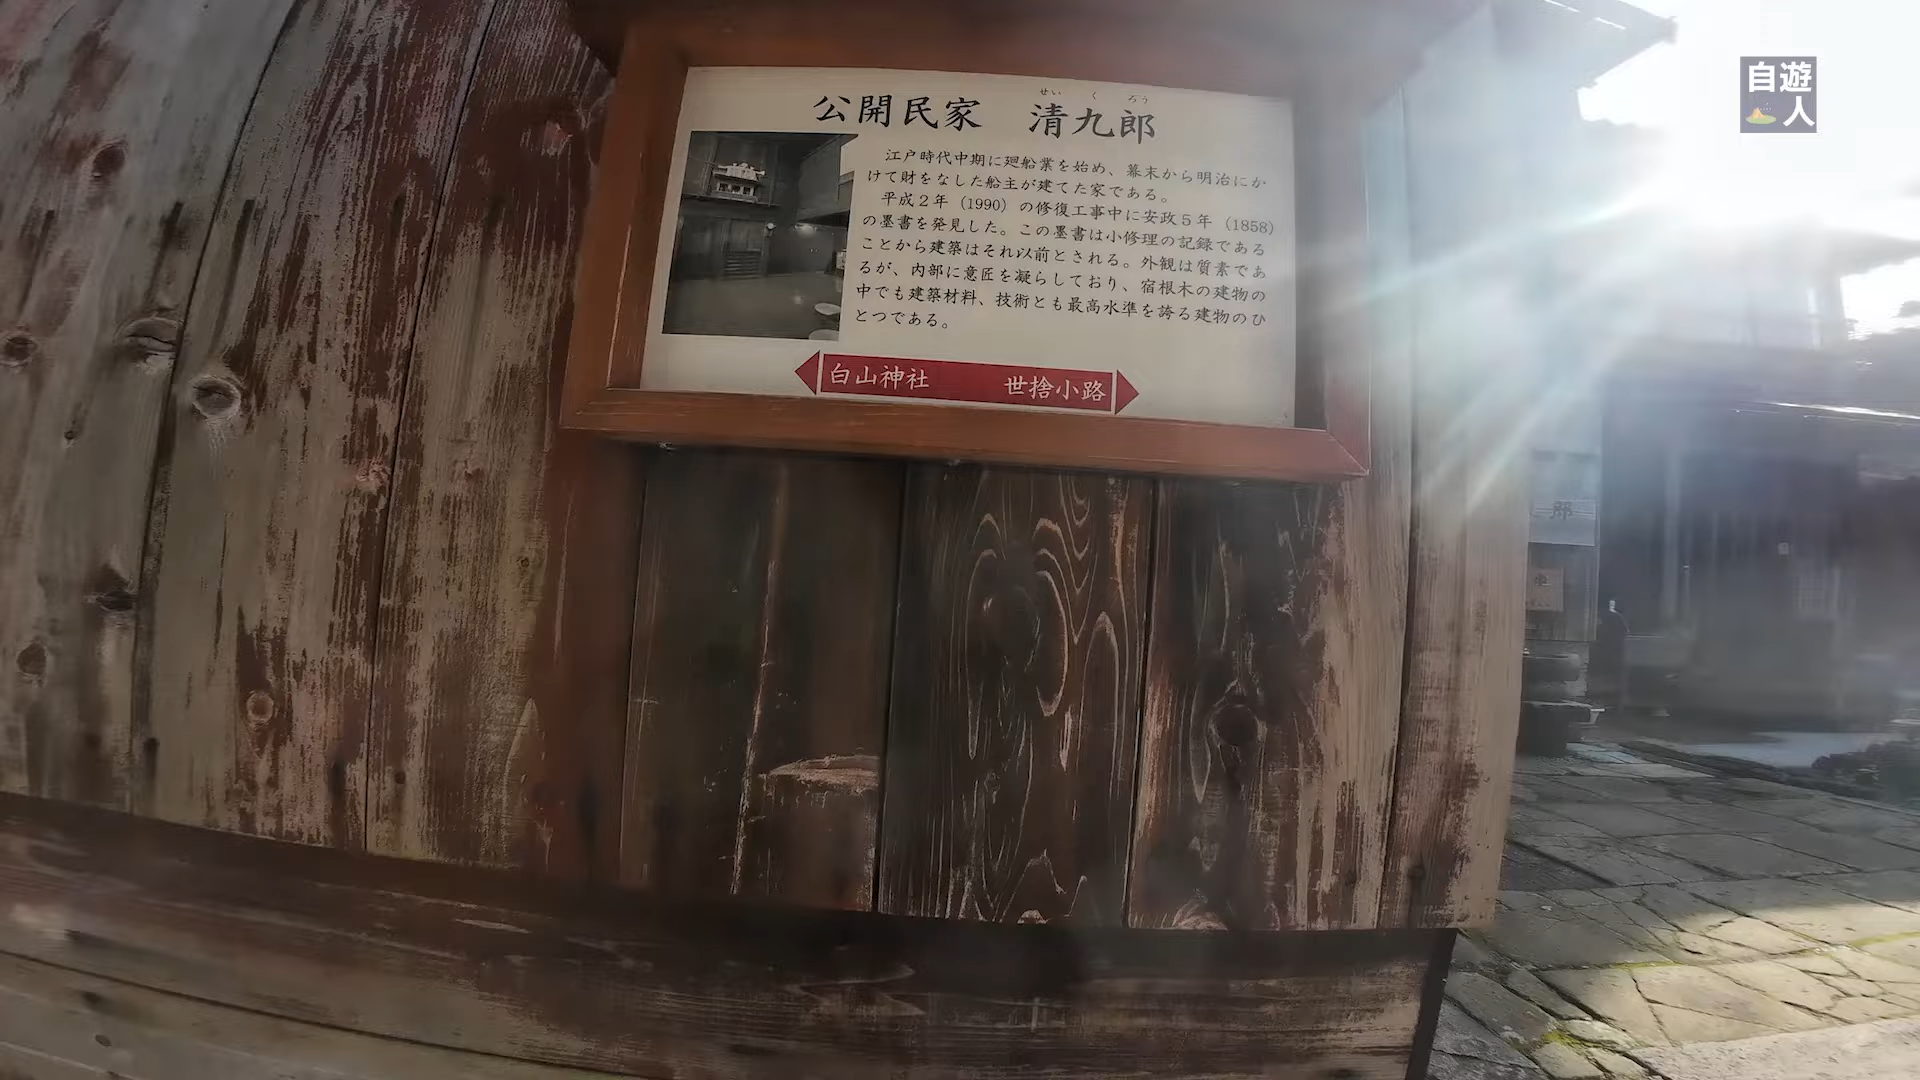 公開民家 清九郎
せい く ろう
江戸時代中期に廻船業を始め、幕末から明治にか
けて財をなした船主が建てた家である。
平成2年（1990）の修復工事中に安政5年（1858）
の墨書を発見した。この墨書は小修理の記録である
ことから建築はそれ以前とされる。外観は質素であ
るが、内部に意匠を凝らしており、宿根木の建物の
中でも建築材料、技術とも最高水準を誇る建物のひ
とつである。
白山神社 世捨小路
自遊
人
郎